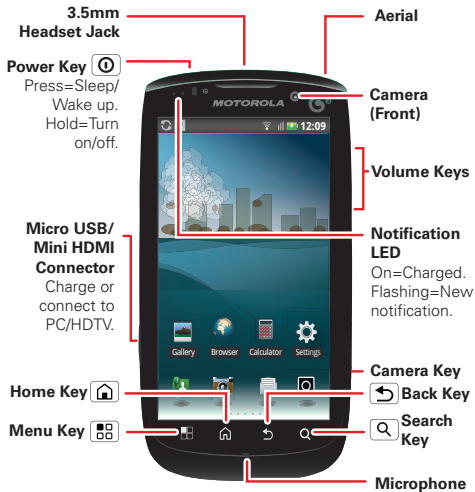 3.5mm
Headset Jack
Aerial
Power Key
Press=Sleep/
Wake up.
Hold=Turn
on/off.
MOTOROLA
Camera
(Front)
12:09
Volume Keys
Micro USB/
Mini HDMI
Connector
Charge or
connect to
PC/HDTV.
Notification
LED
On=Charged.
Flashing=New
notification.
Gallery
Browser
Calculator
Settings
Camera Key
Home Key
Back Key
Menu Key
Search
Key
Microphone